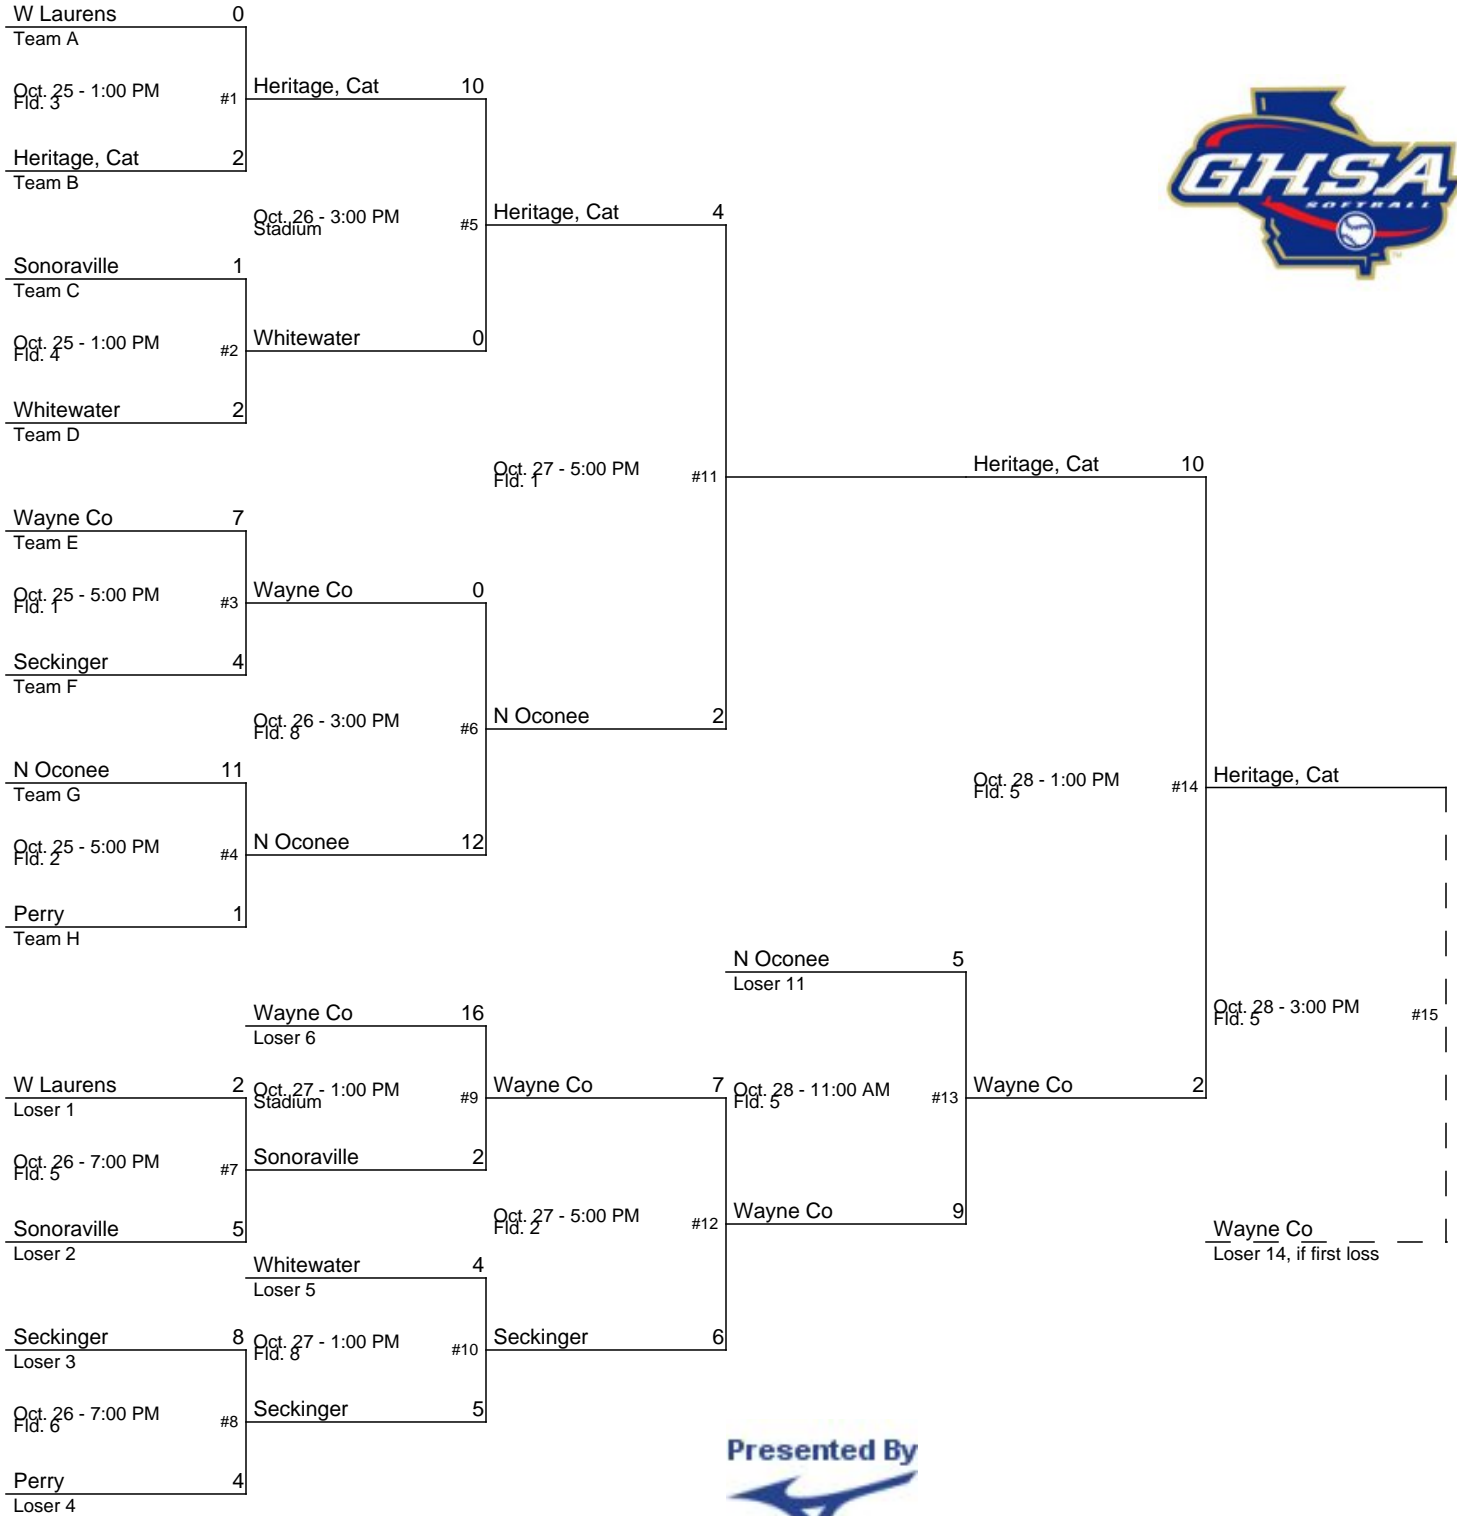 W Laurens 0
Team A
Oct. 25 - 1:00 PM
Fld. 3
#1
Heritage, Cat 2
Team B
Heritage, Cat 10
Oct. 26 - 3:00 PM
Stadium
#5
Sonoraville 1
Team C
Oct. 25 - 1:00 PM
Fld. 4
#2
Whitewater 2
Team D
Whitewater 0
Heritage, Cat 4
GHSA
SOFTBALL
TM
Oct. 27 - 5:00 PM
Fld. 1
#11
Heritage, Cat 10
Wayne Co 7
Team E
Oct. 25 - 5:00 PM
Fld. 1
#3
Seckinger 4
Team F
Wayne Co 0
Oct. 26 - 3:00 PM
Fld. 8
#6
N Oconee 2
N Oconee 11
Team G
Oct. 25 - 5:00 PM
Fld. 2
#4
Perry 1
Team H
N Oconee 12
Oct. 28 - 1:00 PM
Fld. 5
#14
Heritage, Cat
N Oconee 5
Loser 11
Wayne Co 16
Loser 6
Oct. 27 - 1:00 PM
Stadium
#9
W Laurens 2
Loser 1
Oct. 26 - 7:00 PM
Fld. 5
#7
Sonoraville 5
Loser 2
Sonoraville 2
Wayne Co 7
Oct. 28 - 11:00 AM
Fld. 5
#13
Wayne Co 2
Oct. 28 - 3:00 PM
Fld. 5
#15
Oct. 27 - 5:00 PM
Fld. 2
#12
Wayne Co 9
Wayne Co
Loser 14, if first loss
Whitewater 4
Loser 5
Oct. 27 - 1:00 PM
Fld. 8
#10
Seckinger 6
Seckinger 8
Loser 3
Oct. 26 - 7:00 PM
Fld. 6
#8
Perry 4
Loser 4
Seckinger 5
Presented By